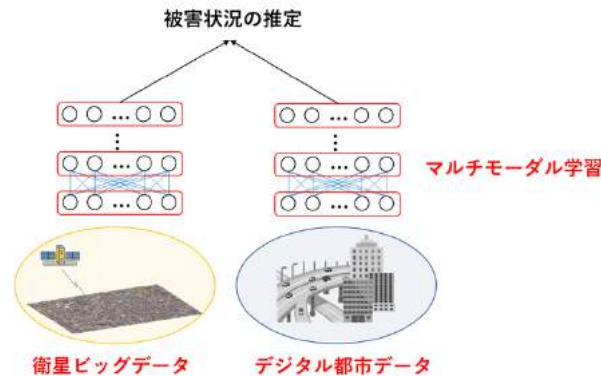 被害状況の推定
マルチモーダル学習
衛星ビッグデータ
デジタル都市データ